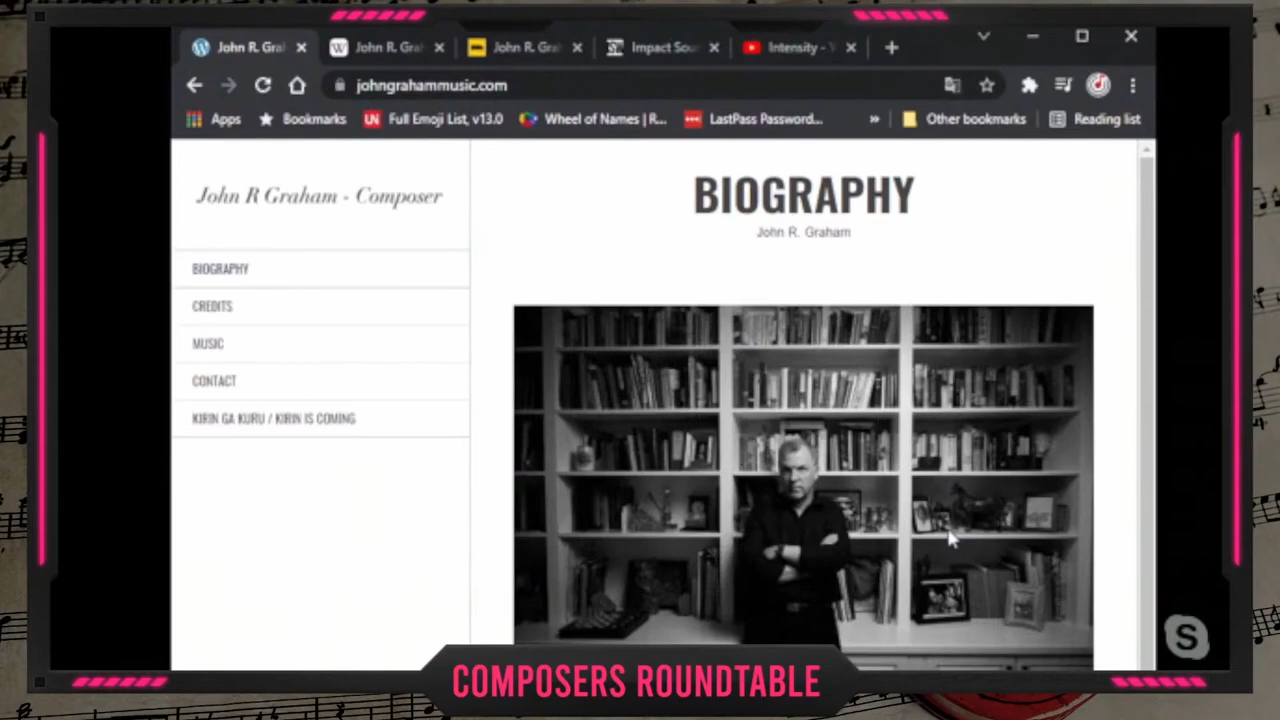 John R. Gra
John R. Gra
John R. Gra
Impact Sou
Intensity -
johngrahammusic.com
Apps
Bookmarks
UN Full Emoji List, v13.0
Wheel of Names | R...
LastPass Password...
»
Other bookmarks
Reading list
John R Graham - Composer
BIOGRAPHY
CREDITS
MUSIC
CONTACT
KIRIN GA KURU / KIRIN IS COMING
BIOGRAPHY
John R. Graham
S
COMPOSERS ROUNDTABLE